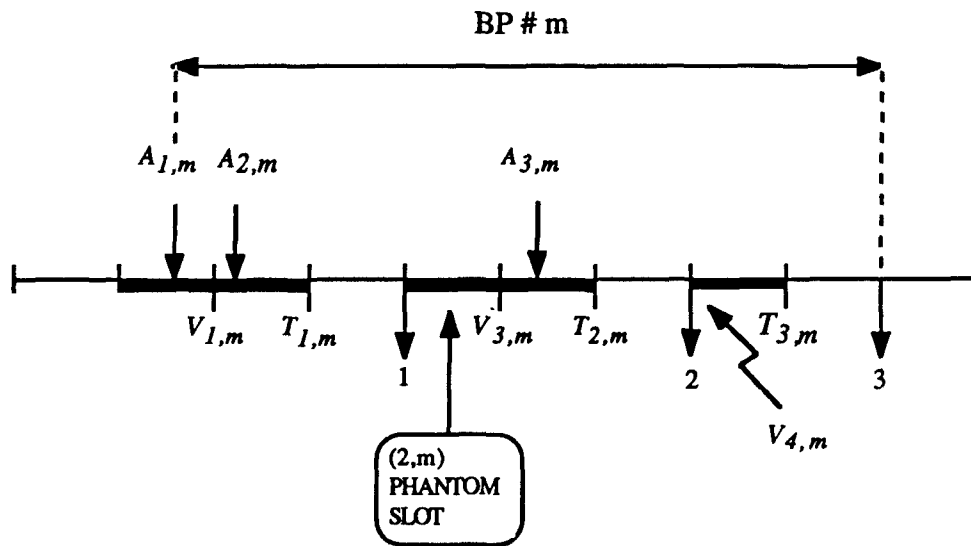 BP # m
A1,m A2,m A3,m
V1,m T1,m V3,m T2,m T3,m
1 2 3
V4,m
(2,m)
PHANTOM
SLOT